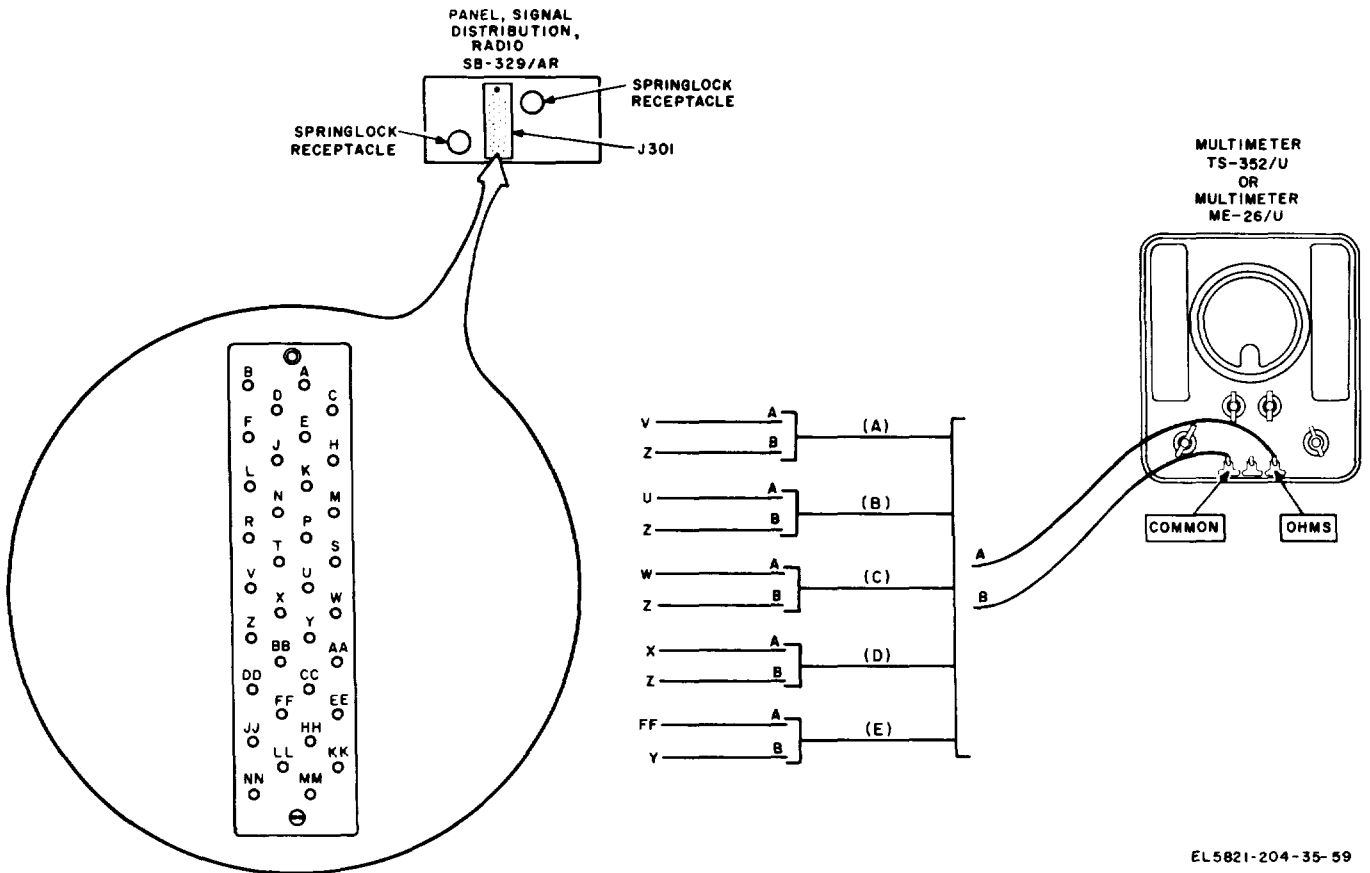 PANEL, SIGNAL
DISTRIBUTION,
RADIO
SB-329/AR
SPRINGLOCK
RECEPTACLE
SPRINGLOCK
RECEPTACLE
J301
MULTIMETER
TS-352/U
OR
MULTIMETER
ME-26/U
B A
D C
F E
J H
L K
N M
R P
T S
V U
X W
Z Y
BB AA
DD CC
FF EE
JJ HH
LL KK
NN MM
V A (A)
Z B
U A (B)
Z B
W A (C)
Z B
X A (D)
Z B
FF A (E)
Y B
A
B
COMMON
OHMS
EL5821-204-35-59